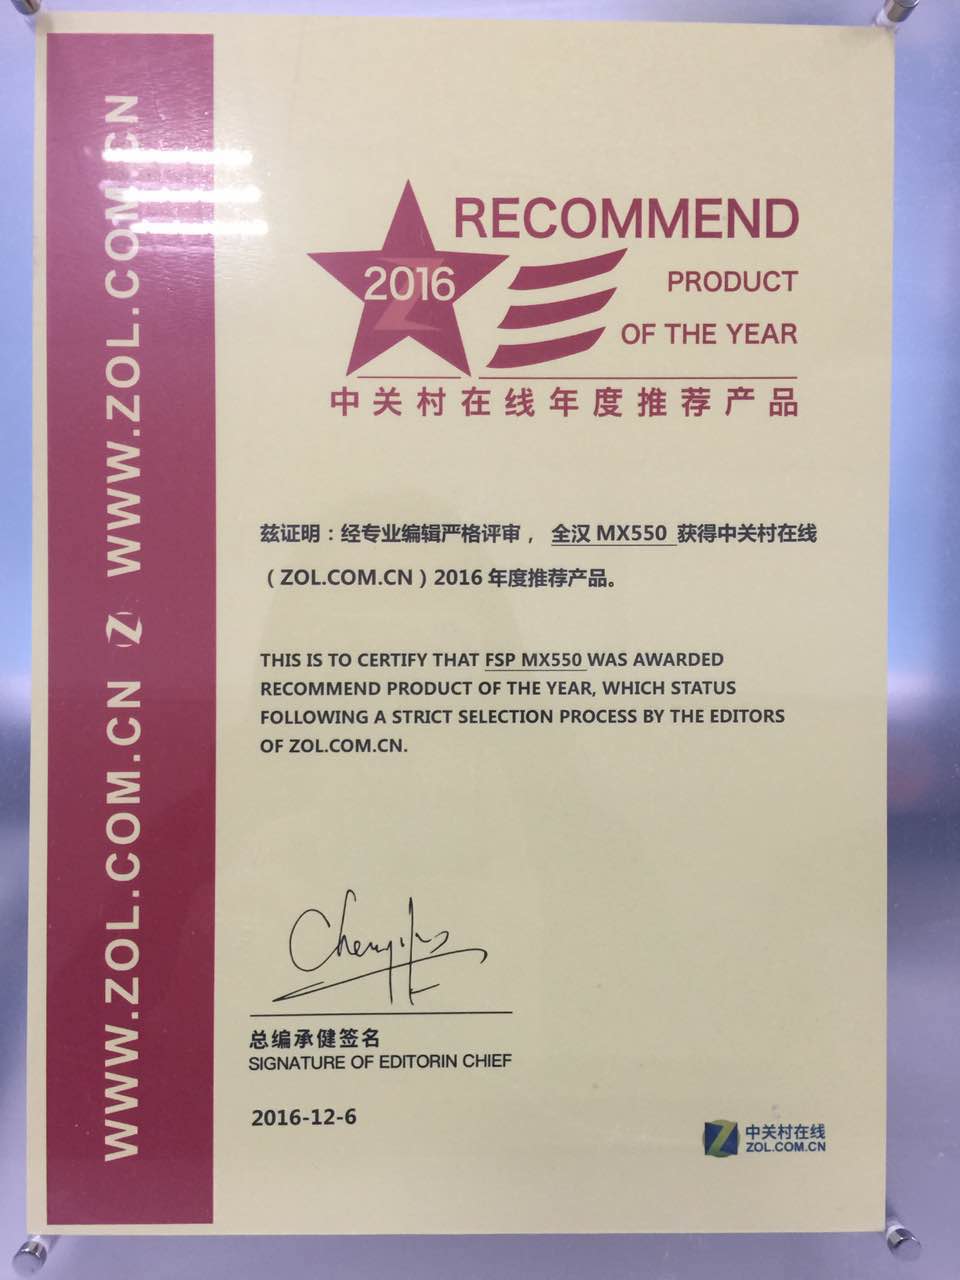 WWW.ZOL.COM.CN Z WWW.ZOL.COM.CN
RECOMMEND
2016
PRODUCT
OF THE YEAR
中关村在线年度推荐产品
兹证明：经专业编辑严格评审， 全汉 MX550 获得中关村在线
（ZOL.COM.CN）2016 年度推荐产品。
THIS IS TO CERTIFY THAT FSP MX550 WAS AWARDED
RECOMMEND PRODUCT OF THE YEAR, WHICH STATUS
FOLLOWING A STRICT SELECTION PROCESS BY THE EDITORS
OF ZOL.COM.CN.
总编承健签名
SIGNATURE OF EDITORIN CHIEF
2016-12-6
中关村在线
ZOL.COM.CN